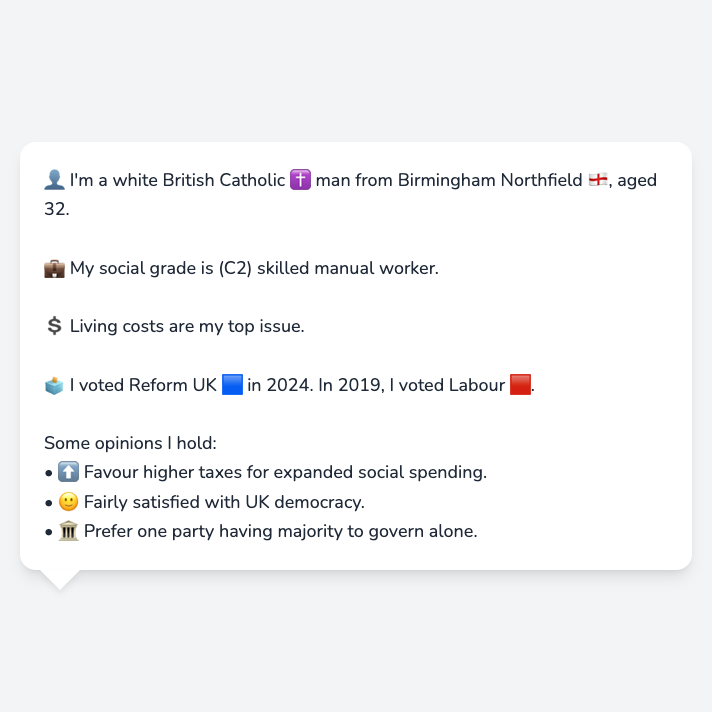 👤 I'm a white British Catholic ✝️ man from Birmingham Northfield 🏴󠁧󠁢󠁥󠁮󠁧󠁿, aged
32.
💼 My social grade is (C2) skilled manual worker.
💲 Living costs are my top issue.
🗳️ I voted Reform UK 🟦 in 2024. In 2019, I voted Labour 🟥.
Some opinions I hold:
• ⬆️ Favour higher taxes for expanded social spending.
• 🙂 Fairly satisfied with UK democracy.
• 🏛️ Prefer one party having majority to govern alone.